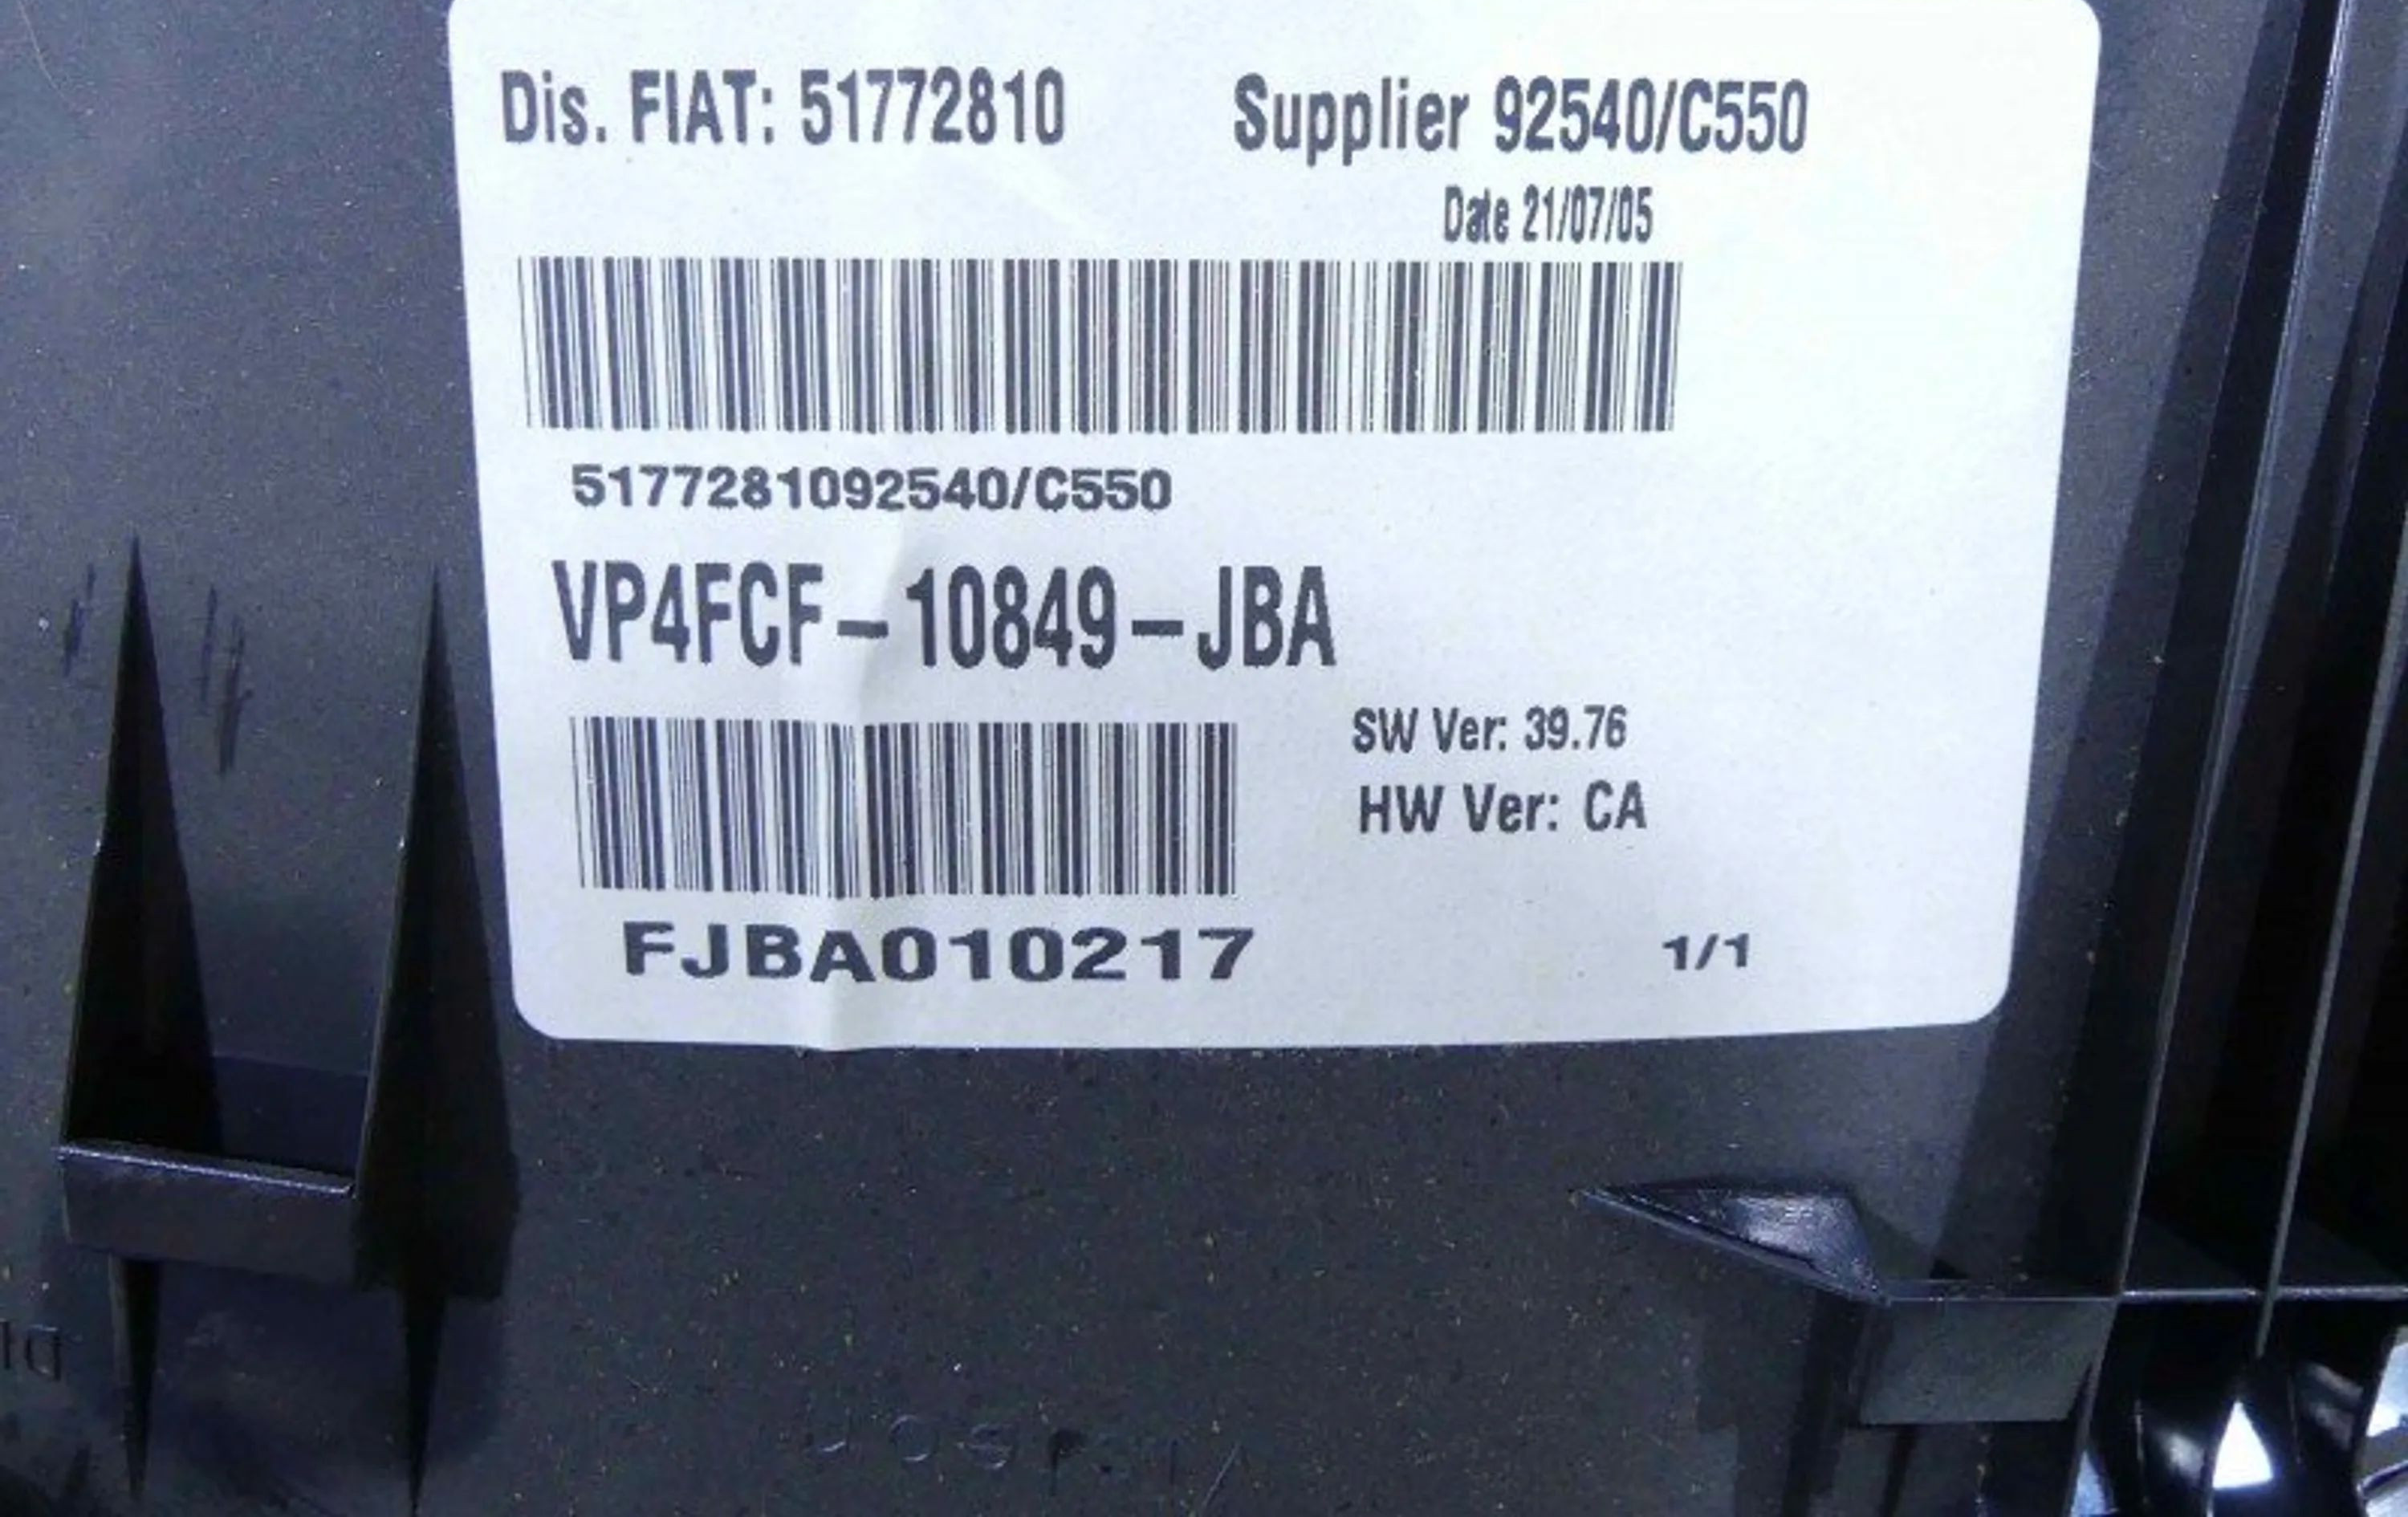 Dis. FIAT: 51772810 Supplier 92540/C550
Date 21/07/05
5177281092540/C550
VP4FCF-10849-JBA
SW Ver: 39.76
HW Ver: CA
FJBA010217 1/1